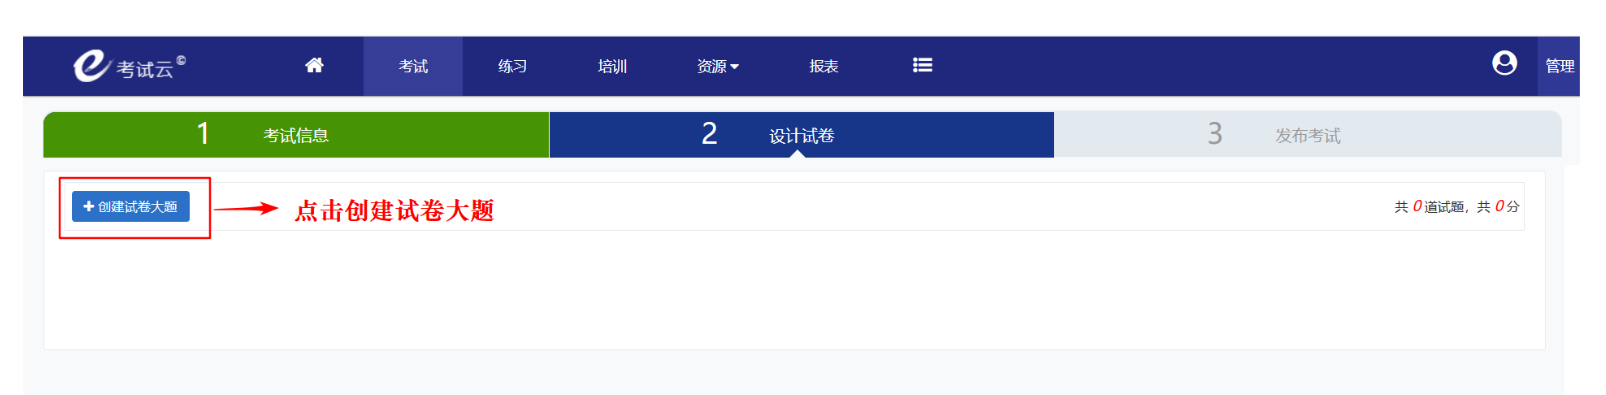 e 考试云©
考试 练习 培训 资源 报表 管理
1 考试信息 2 设计试卷 3 发布考试
+ 创建试卷大题 点击创建试卷大题 共 0 道试题，共 0 分